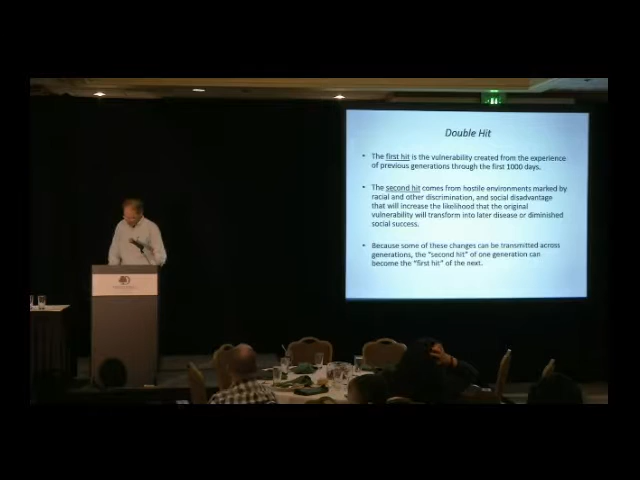 Double Hit
• The first hit is the vulnerability created from the experience
of previous generations through the first 1000 days.
• The second hit comes from hostile environments marked by
racial and other discrimination, and social disadvantage
that will increase the likelihood that the original
vulnerability will transform into later disease or diminished
social success.
• Because some of these changes can be transmitted across
generations, the "second hit" of one generation can
become the "first hit" of the next.